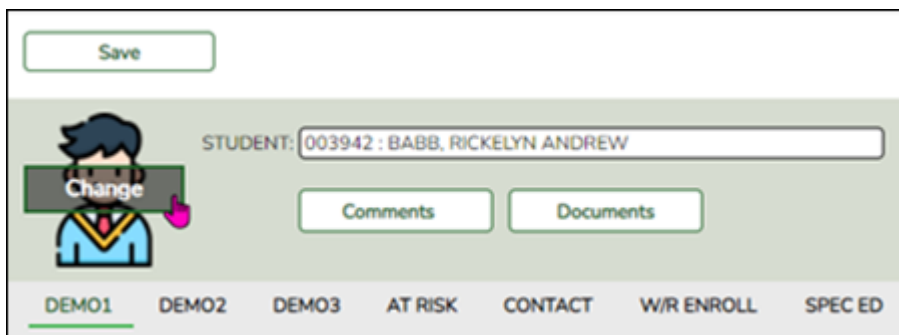 Save
STUDENT: 003942 : BABB, RICKELYN ANDREW
Change
Comments Documents
DEMO1 DEMO2 DEMO3 AT RISK CONTACT W/R ENROLL SPEC ED